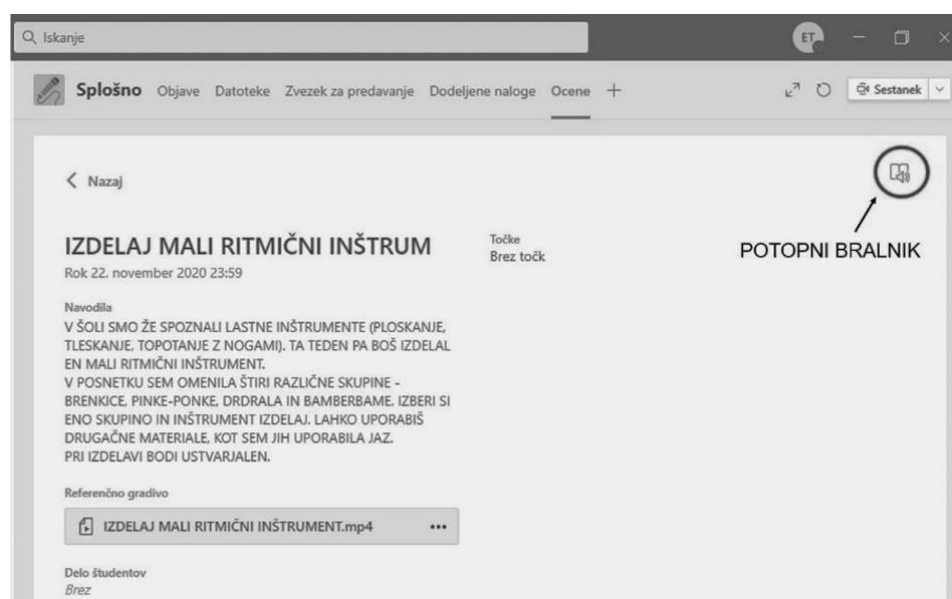 Iskanje
ET
Splošno Objave Datoteke Zvezek za predavanje Dodeljene naloge Ocene
Sestanek
Nazaj
POTOPNI BRALNIK
IZDELAJ MALI RITMIČNI INŠTRUM
Rok 22. november 2020 23:59
Točke
Brez točk
Navodila
V ŠOLI SMO ŽE SPOZNALI LASTNE INŠTRUMENTE (PLOSKANJE,
TLESKANJE, TOPOTANJE Z NOGAMI). TA TEDEN PA BOŠ IZDELAL
EN MALI RITMIČNI INŠTRUMENT.
V POSNETKU SEM OMENILA ŠTIRI RAZLIČNE SKUPINE -
BRENKICE, PINKE-PONKE, DRDRALA IN BAMBERBAME. IZBERI SI
ENO SKUPINO IN INŠTRUMENT IZDELAJ. LAHKO UPORABIŠ
DRUGAČNE MATERIALE, KOT SEM JIH UPORABILA JAZ.
PRI IZDELAVI BODI USTVARJALEN.
Referenčno gradivo
IZDELAJ MALI RITMIČNI INŠTRUMENT.mp4
Delo študentov
Brez